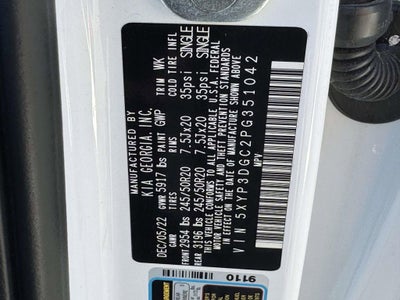 MANUFACTURED BY
KIA GEORGIA, INC.
DEC/05/22 GVWR 5917 lbs PAINT GWP TRIM WK
GAWR TIRES RIMS COLD TIRE INFL
FRONT 2954 lbs 245/50R20 7.5Jx20 35psi SINGLE
REAR 3196 lbs 245/50R20 7.5Jx20 35psi SINGLE
THIS VEHICLE CONFORMS TO ALL APPLICABLE U.S.A. FEDERAL
MOTOR VEHICLE SAFETY, BUMPER, AND THEFT PREVENTION STANDARDS
IN EFFECT ON THE DATE OF MANUFACTURE SHOWN ABOVE
VIN 5XYP3DGC2PG351042
MPV
9110